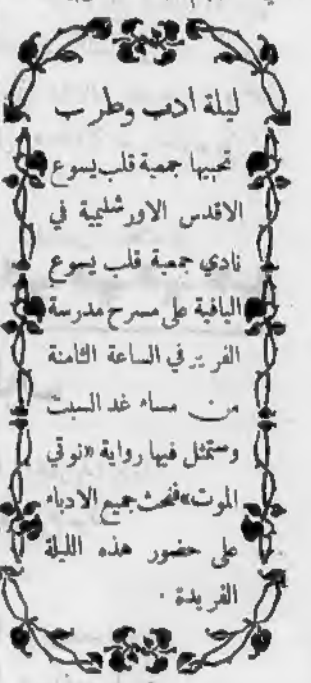 ليلة أدب وطرب
تحييها جمعية قلب يسوع
الاقدس الاورشليمية في
نادي جمعية قلب يسوع
اليافية على مسرح مدرسة
الفرير في الساعة الثامنة
من مساء غد السبت
وستمثل فيها رواية «نوتي
الموت» فنحث جميع الادباء
على حضور هذه الليلة
الفريدة .